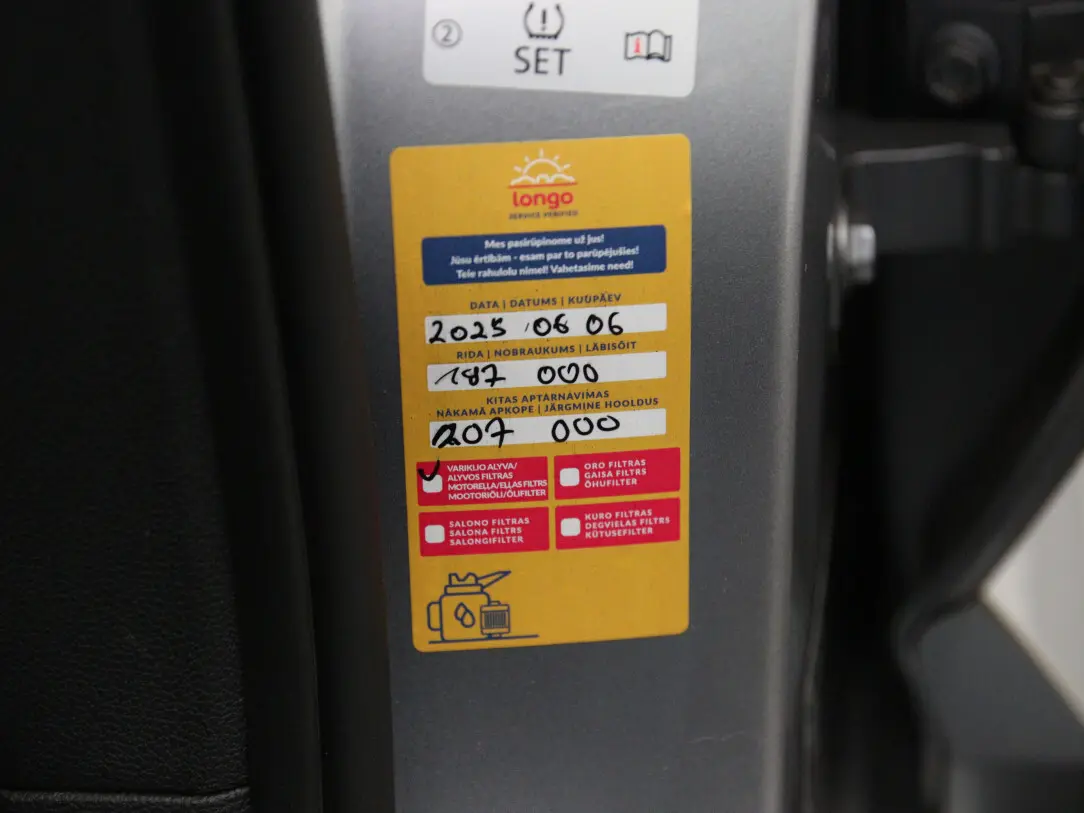 ②
SET
longo
SERVICE VERIFIED
Mes pasirūpinome už jus!
Jūsu ērtībām - esam par to parūpējušies!
Teie rahulolu nimel! Vahetasime need!
DATA | DATUMS | KUUPÄEV
2025 06 06
RIDA | NOBRAUKUMS | LÄBISÕIT
187 000
KITAS APTARNAVIMAS
NĀKAMĀ APKOPE | JÄRGMINE HOOLDUS
207 000
VARIKLIO ALYVA/
ALYVOS FILTRAS
MOTOREĻĻA/EĻĻAS FILTRS
MOOTORIÕLI/ÕLIFILTER
ORO FILTRAS
GAISA FILTRS
ÕHUFILTER
SALONO FILTRAS
SALONA FILTRS
SALONGIFILTER
KURO FILTRAS
DEGVIELAS FILTRS
KÜTUSEFILTER